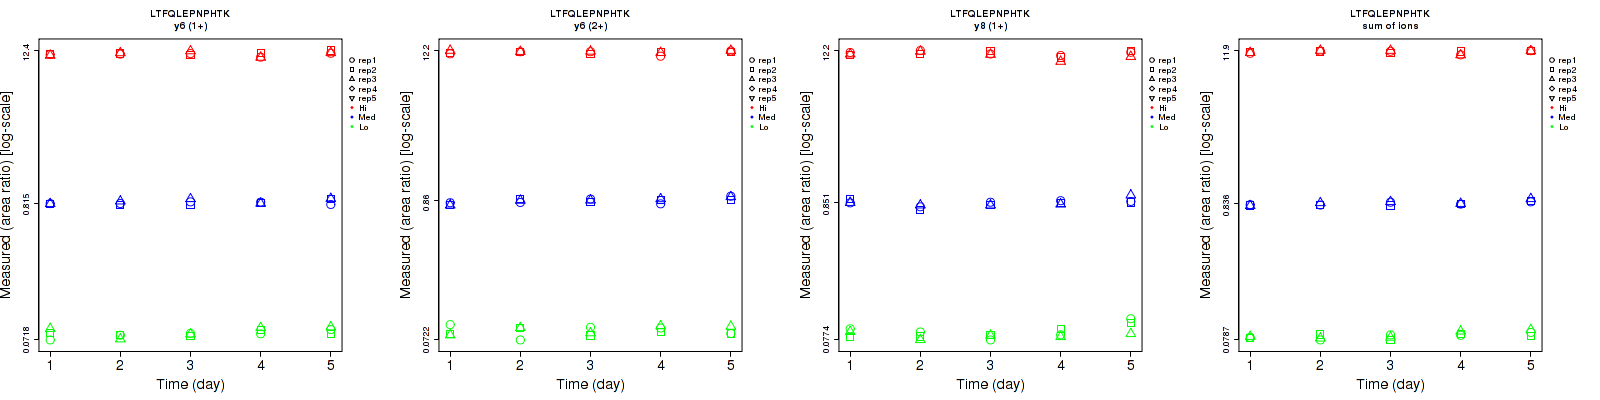 LTFQLEPNPHTK
y6 (1+)
Measured (area ratio) [log-scale]
12.4
0.815
0.0718
1 2 3 4 5
Time (day)
rep1
rep2
rep3
rep4
rep5
Hi
Med
Lo
LTFQLEPNPHTK
y6 (2+)
Measured (area ratio) [log-scale]
12.2
0.86
0.0722
1 2 3 4 5
Time (day)
rep1
rep2
rep3
rep4
rep5
Hi
Med
Lo
LTFQLEPNPHTK
y8 (1+)
Measured (area ratio) [log-scale]
12.2
0.851
0.0774
1 2 3 4 5
Time (day)
rep1
rep2
rep3
rep4
rep5
Hi
Med
Lo
LTFQLEPNPHTK
sum of ions
Measured (area ratio) [log-scale]
11.9
0.836
0.0787
1 2 3 4 5
Time (day)
rep1
rep2
rep3
rep4
rep5
Hi
Med
Lo